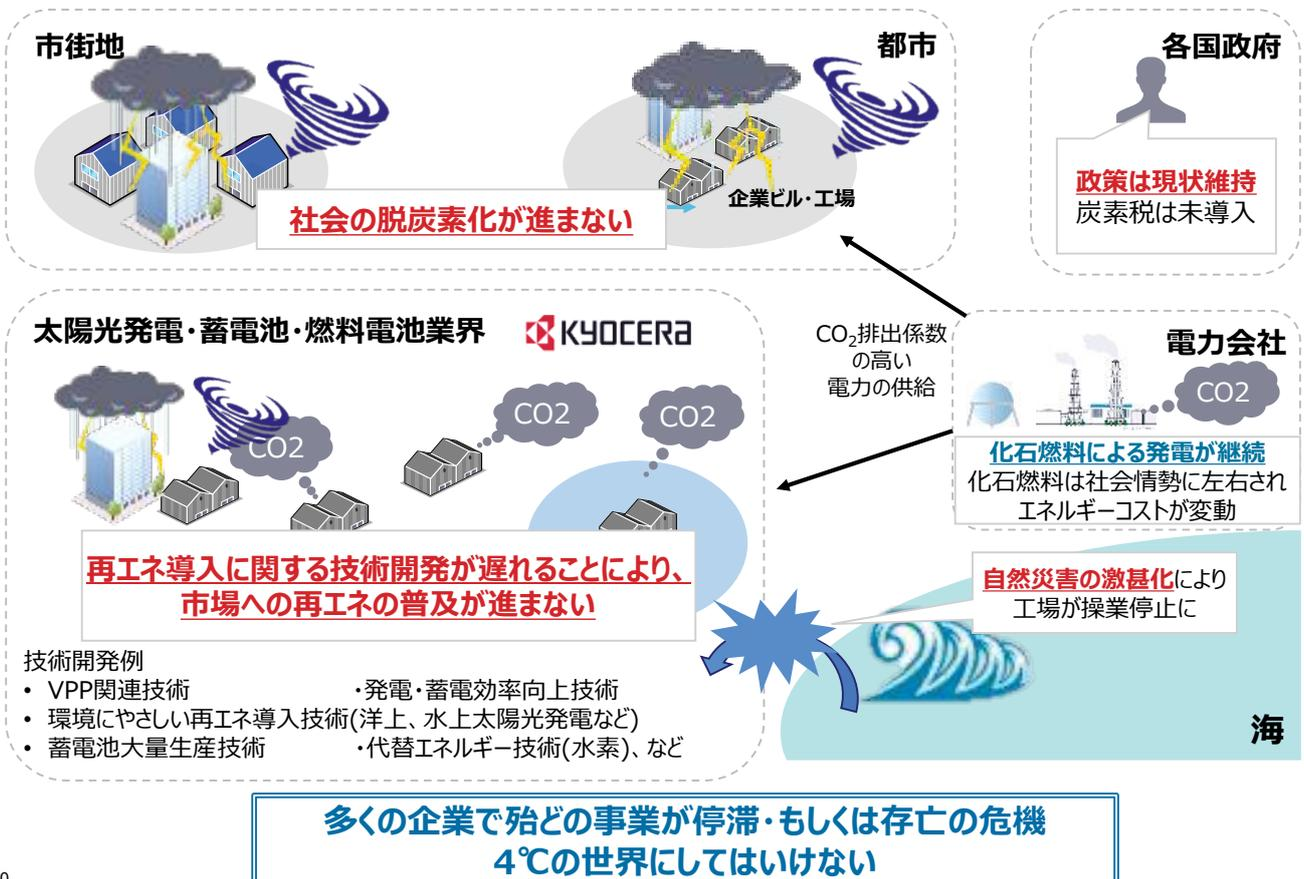 市街地
都市
企業ビル・工場
社会の脱炭素化が進まない
各国政府
政策は現状維持
炭素税は未導入
太陽光発電・蓄電池・燃料電池業界
KYOCERA
CO2
CO2
CO2
再エネ導入に関する技術開発が遅れることにより、
市場への再エネの普及が進まない
技術開発例
• VPP関連技術 ・発電・蓄電効率向上技術
• 環境にやさしい再エネ導入技術(洋上、水上太陽光発電など)
• 蓄電池大量生産技術 ・代替エネルギー技術(水素)、など
CO₂排出係数
の高い
電力の供給
電力会社
CO2
化石燃料による発電が継続
化石燃料は社会情勢に左右され
エネルギーコストが変動
自然災害の激甚化により
工場が操業停止に
海
多くの企業で殆どの事業が停滞・もしくは存亡の危機
4℃の世界にしてはいけない